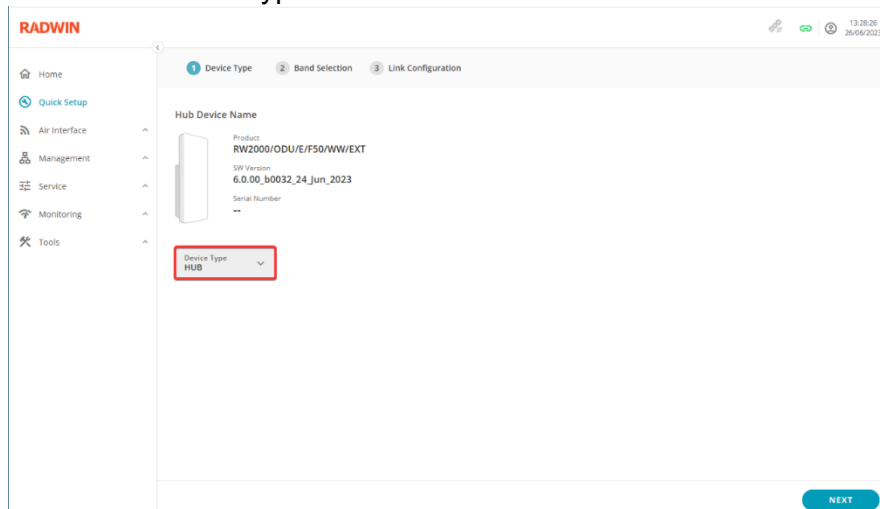 RADWIN
13:28:26
26/06/2023
Home
Quick Setup
Air Interface
Management
Service
Monitoring
Tools
1 Device Type 2 Band Selection 3 Link Configuration
Hub Device Name
Product
RW2000/ODU/E/F50/WW/EXT
SW Version
6.0.00_b0032_24_Jun_2023
Serial Number
--
Device Type
HUB
NEXT